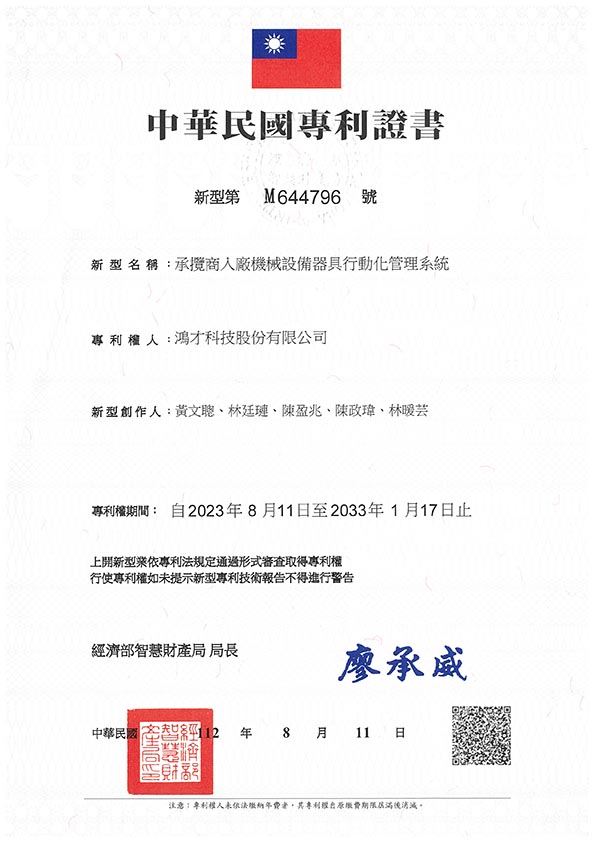 中華民國專利證書
新型第 M644796 號
新型名稱：承攬商入廠機械設備器具行動化管理系統
專利權人：鴻才科技股份有限公司
新型創作人：黃文聰、林廷璉、陳盈兆、陳政瑋、林暖芸
專利權期間： 自2023年 8 月11日至2033年 1 月17日止
上開新型業依專利法規定通過形式審查取得專利權
行使專利權如未提示新型專利技術報告不得進行警告
經濟部智慧財產局 局長 廖承威
中華民國 112 年 8 月 11 日
經濟部智慧財產局印
注意：專利權人未依法繳納年費者，其專利權自原繳費期限屆滿後消滅。